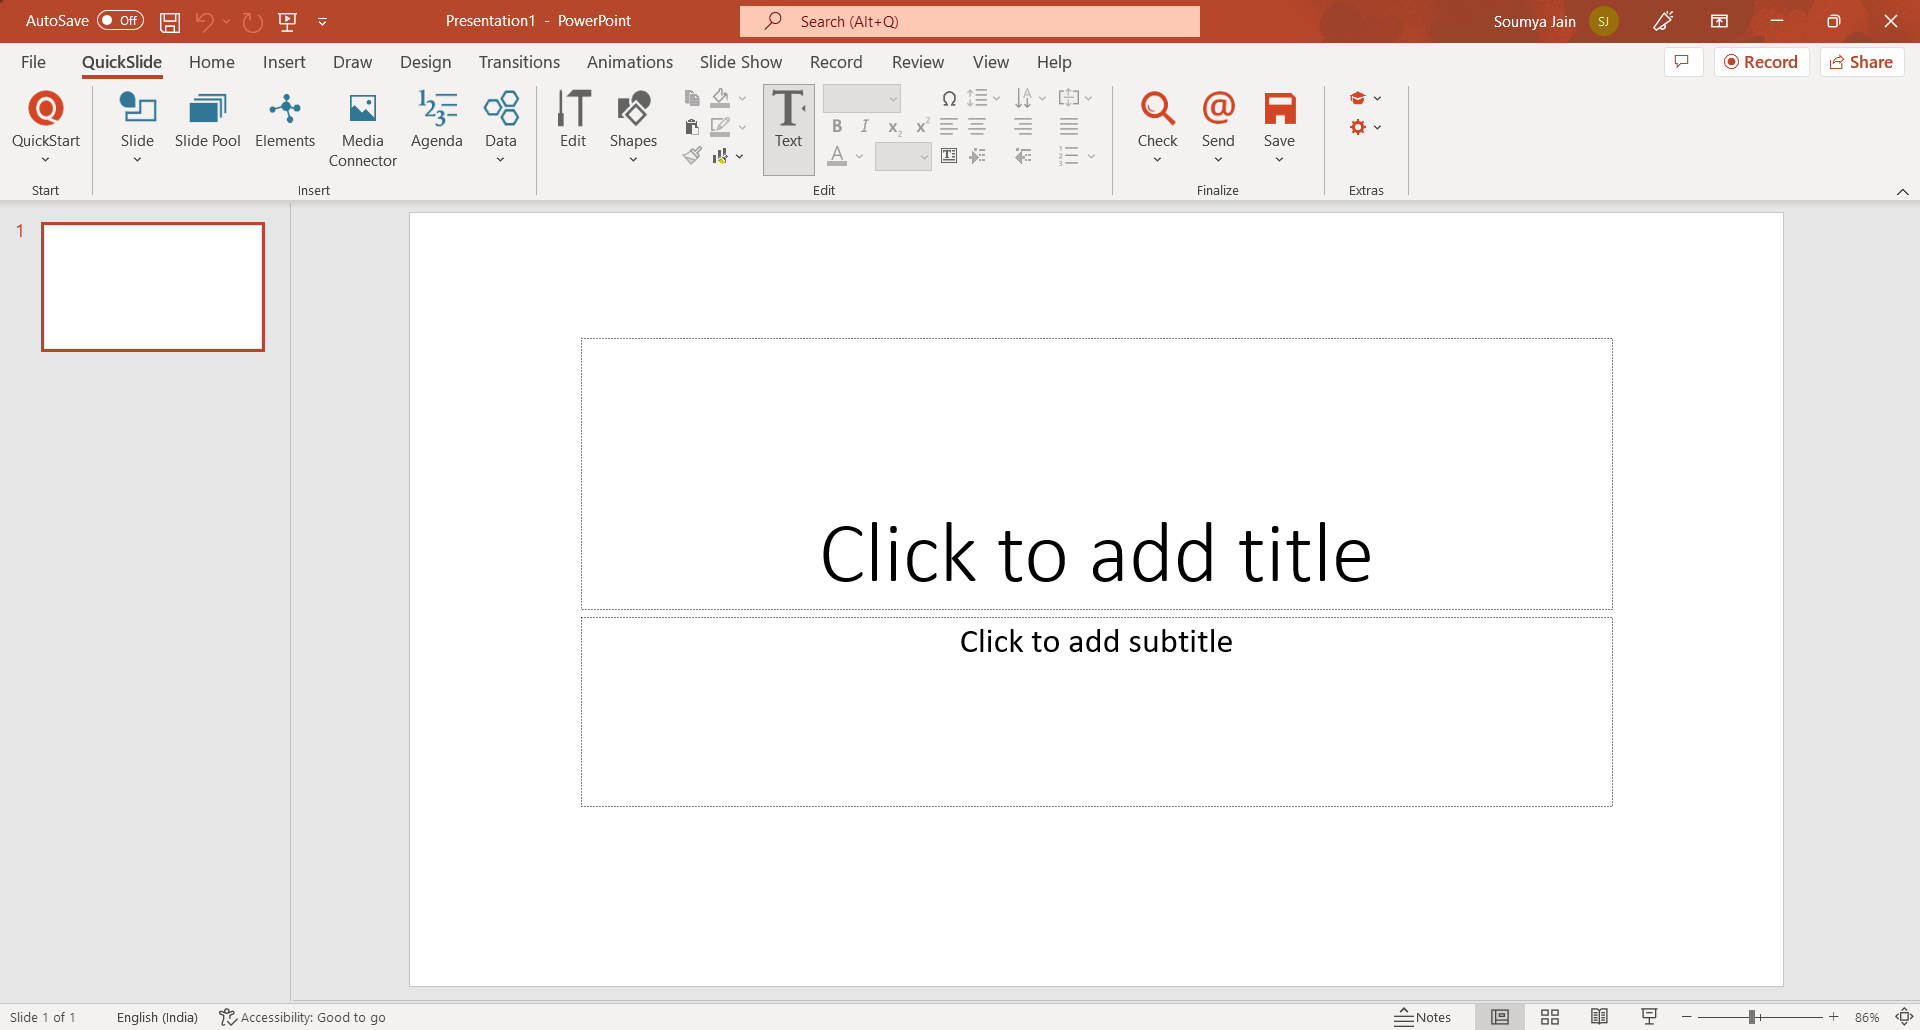 AutoSave Off
Presentation1 - PowerPoint
Search (Alt+Q)
Soumya Jain SJ
File QuickSlide Home Insert Draw Design Transitions Animations Slide Show Record Review View Help
Record Share
QuickStart Slide Slide Pool Elements Media Connector Agenda Data Edit Shapes Text Check Send Save
Start Insert Edit Finalize Extras
1
Click to add title
Click to add subtitle
Slide 1 of 1 English (India) Accessibility: Good to go Notes 86%